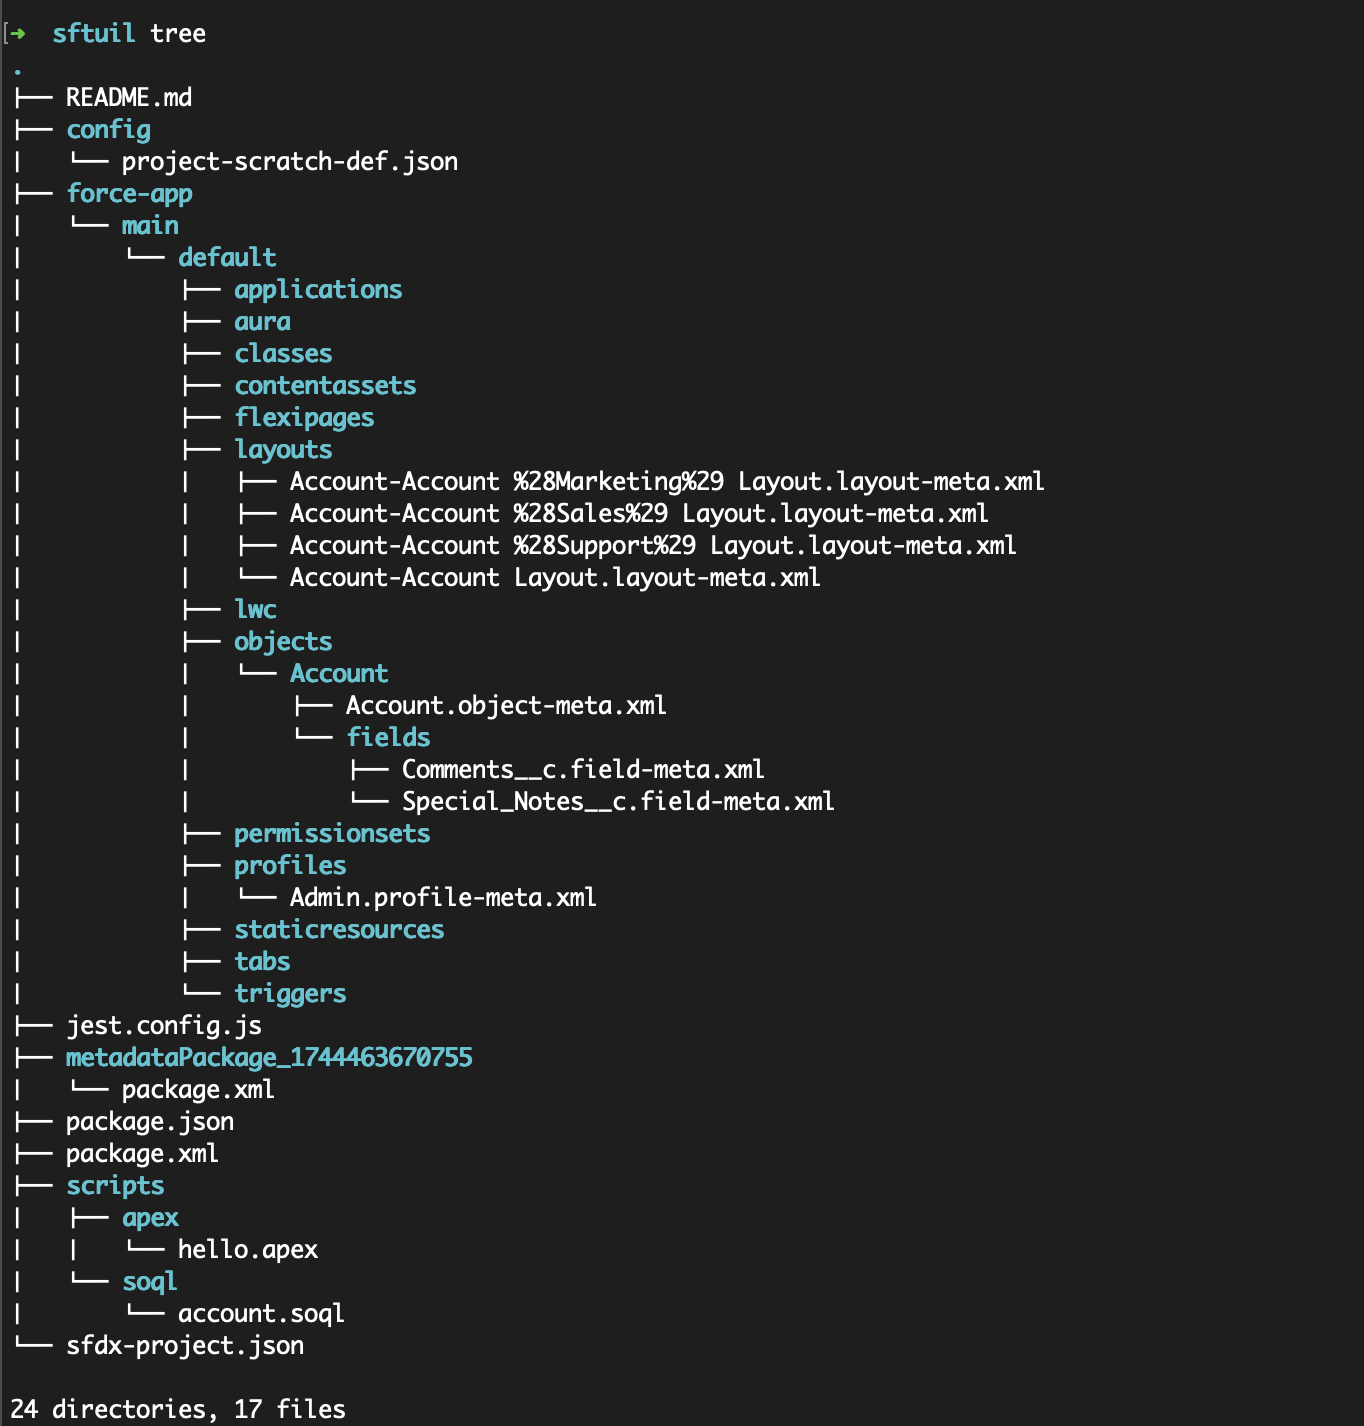 [➜  sftuil tree
.
├── README.md
├── config
│   └── project-scratch-def.json
├── force-app
│   └── main
│       └── default
│           ├── applications
│           ├── aura
│           ├── classes
│           ├── contentassets
│           ├── flexipages
│           ├── layouts
│           │   ├── Account-Account %28Marketing%29 Layout.layout-meta.xml
│           │   ├── Account-Account %28Sales%29 Layout.layout-meta.xml
│           │   ├── Account-Account %28Support%29 Layout.layout-meta.xml
│           │   └── Account-Account Layout.layout-meta.xml
│           ├── lwc
│           ├── objects
│           │   └── Account
│           │       ├── Account.object-meta.xml
│           │       └── fields
│           │           ├── Comments__c.field-meta.xml
│           │           └── Special_Notes__c.field-meta.xml
│           ├── permissionsets
│           ├── profiles
│           │   └── Admin.profile-meta.xml
│           ├── staticresources
│           ├── tabs
│           └── triggers
├── jest.config.js
├── metadataPackage_1744463670755
│   └── package.xml
├── package.json
├── package.xml
├── scripts
│   ├── apex
│   │   └── hello.apex
│   └── soql
│       └── account.soql
└── sfdx-project.json

24 directories, 17 files